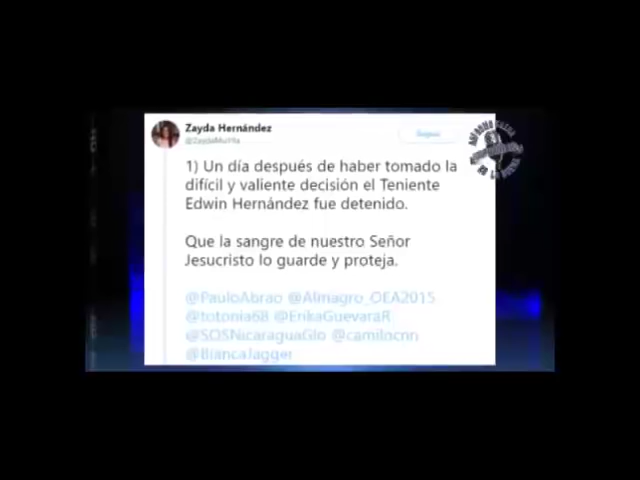 Zayda Hernández
1) Un día después de haber tomado la
difícil y valiente decisión el Teniente
Edwin Hernández fue detenido.
Que la sangre de nuestro Señor
Jesucristo lo guarde y proteja.
@PauloAbrao @Almagro_OEA2015
@totonia68 @ErikaGuevaraR
@SOSNicaraguaGlo @camilocnn
@BiancaJagger